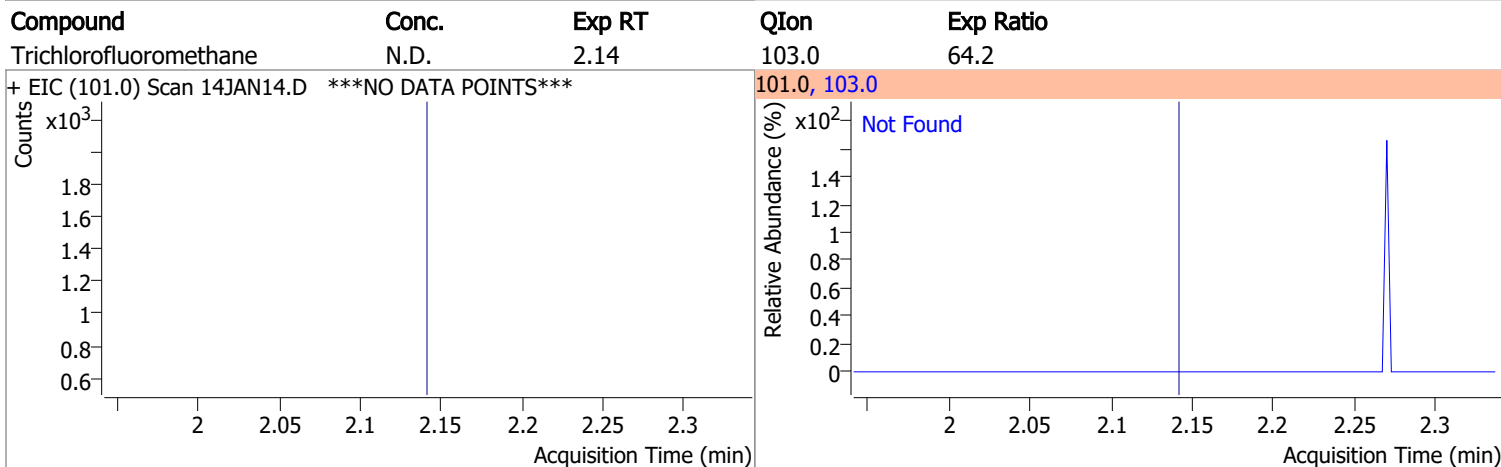 Compound Conc. Exp RT QIon Exp Ratio
Trichlorofluoromethane N.D. 2.14 103.0 64.2
+ EIC (101.0) Scan 14JAN14.D ***NO DATA POINTS***
Counts
x10³
1.8
1.6
1.4
1.2
1
0.8
0.6
2 2.05 2.1 2.15 2.2 2.25 2.3
Acquisition Time (min)
101.0, 103.0
Relative Abundance (%)
x10²
Not Found
1.4
1.2
1
0.8
0.6
0.4
0.2
0
2 2.05 2.1 2.15 2.2 2.25 2.3
Acquisition Time (min)